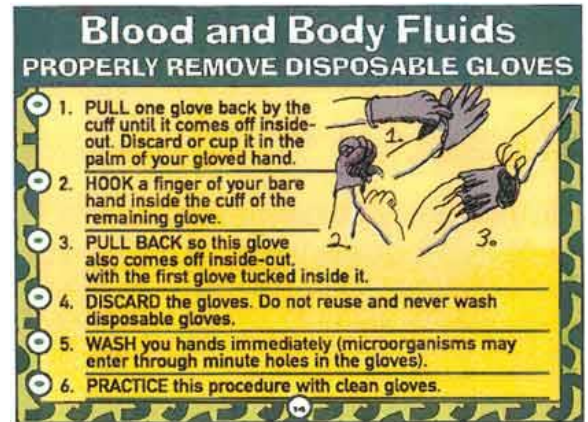 Blood and Body Fluids
PROPERLY REMOVE DISPOSABLE GLOVES
1. PULL one glove back by the
cuff until it comes off inside-
out. Discard or cup it in the
palm of your gloved hand.
2. HOOK a finger of your bare
hand inside the cuff of the
remaining glove.
3. PULL BACK so this glove
also comes off inside-out,
with the first glove tucked inside it.
4. DISCARD the gloves. Do not reuse and never wash
disposable gloves.
5. WASH you hands immediately (microorganisms may
enter through minute holes in the gloves).
6. PRACTICE this procedure with clean gloves.
1.
2.
3.
14